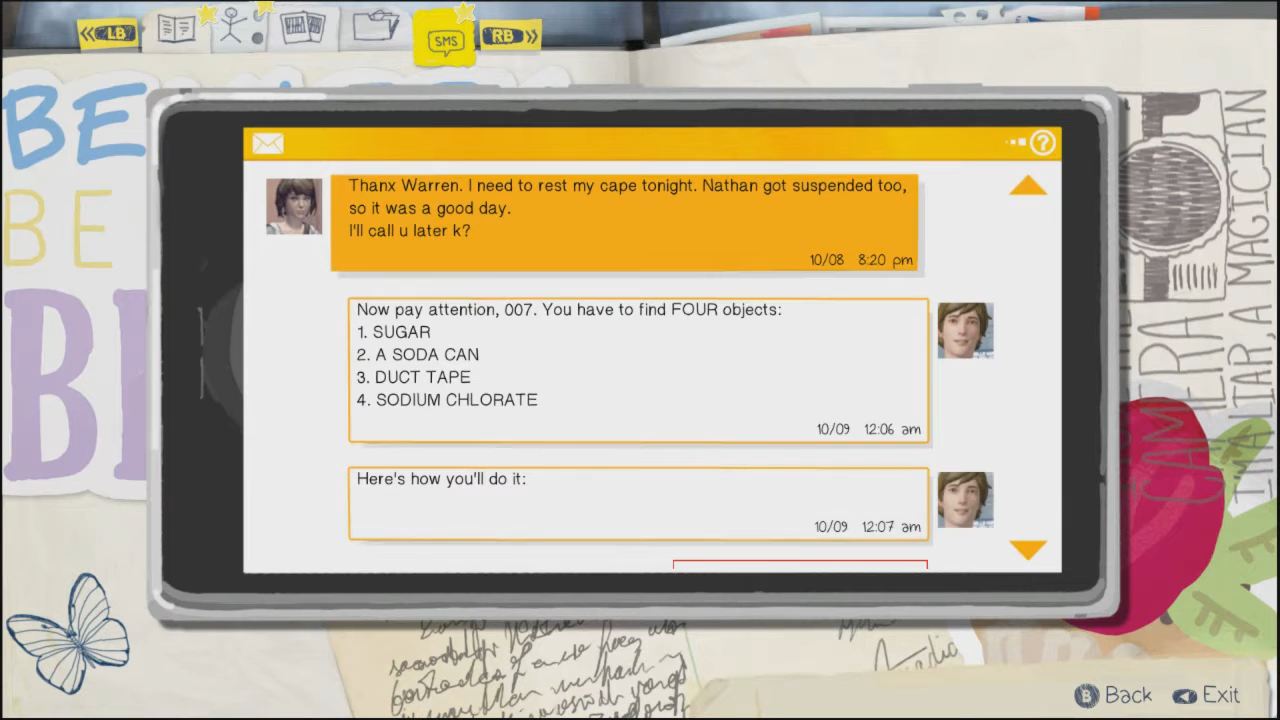 LB
SMS
RB
BE
BE
Thanx Warren. I need to rest my cape tonight. Nathan got suspended too,
so it was a good day.
I'll call u later k?
10/08 8:20 pm
Now pay attention, 007. You have to find FOUR objects:
1. SUGAR
2. A SODA CAN
3. DUCT TAPE
4. SODIUM CHLORATE
10/09 12:06 am
Here's how you'll do it:
10/09 12:07 am
CAMERA
LIAR, A MAGICIAN
B Back
Exit